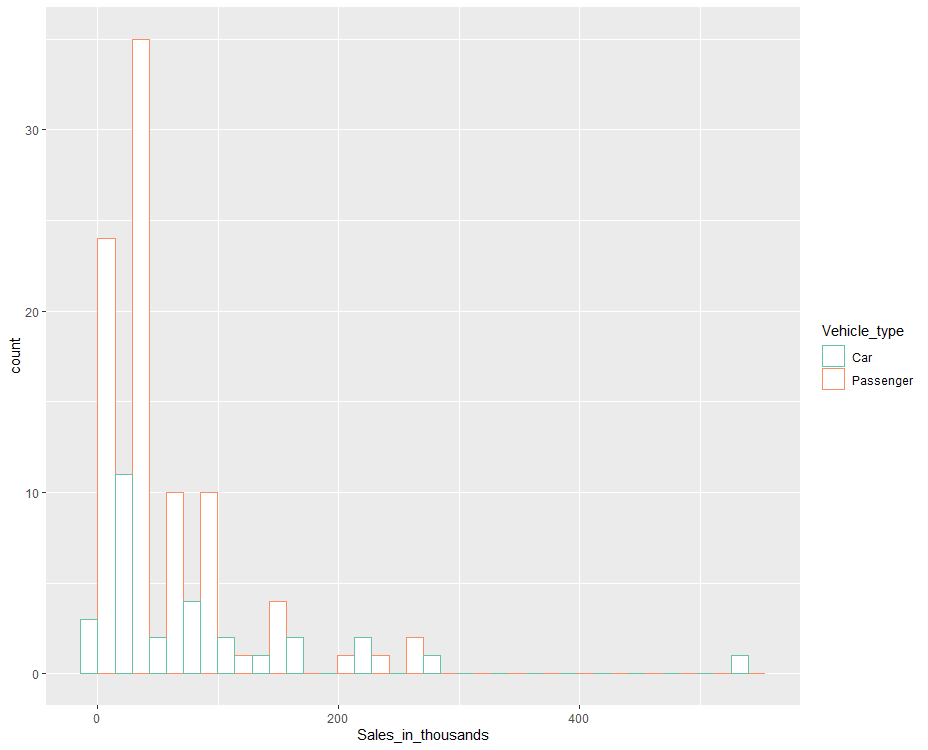 30
20
10
0
count
0
200
400
Sales_in_thousands
Vehicle_type
Car
Passenger